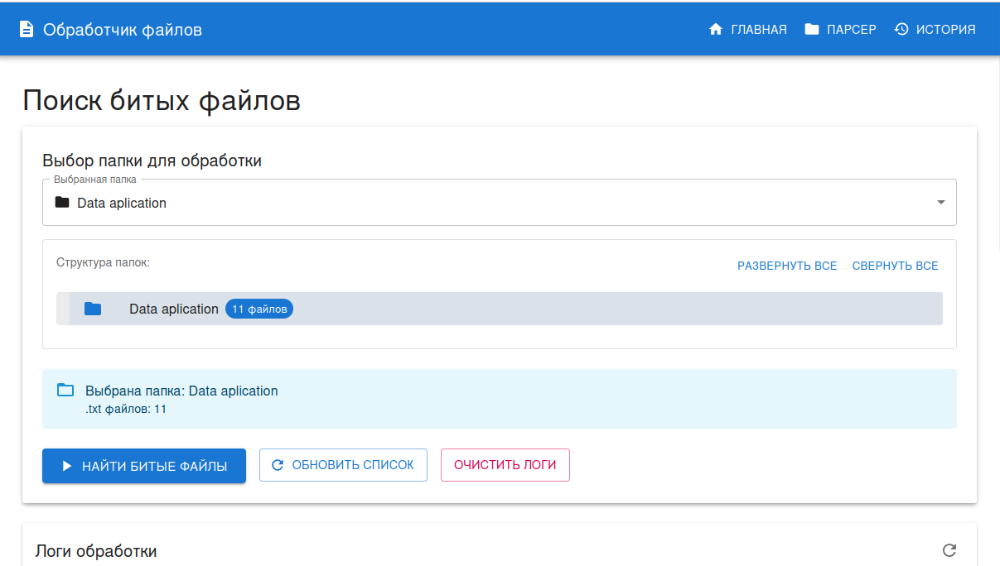 Обработчик файлов ГЛАВНАЯ ПАРСЕР ИСТОРИЯ
Поиск битых файлов
Выбор папки для обработки
Выбранная папка
Data aplication
Структура папок: РАЗВЕРНУТЬ ВСЕ СВЕРНУТЬ ВСЕ
Data aplication 11 файлов
Выбрана папка: Data aplication
.txt файлов: 11
НАЙТИ БИТЫЕ ФАЙЛЫ ОБНОВИТЬ СПИСОК ОЧИСТИТЬ ЛОГИ
Логи обработки